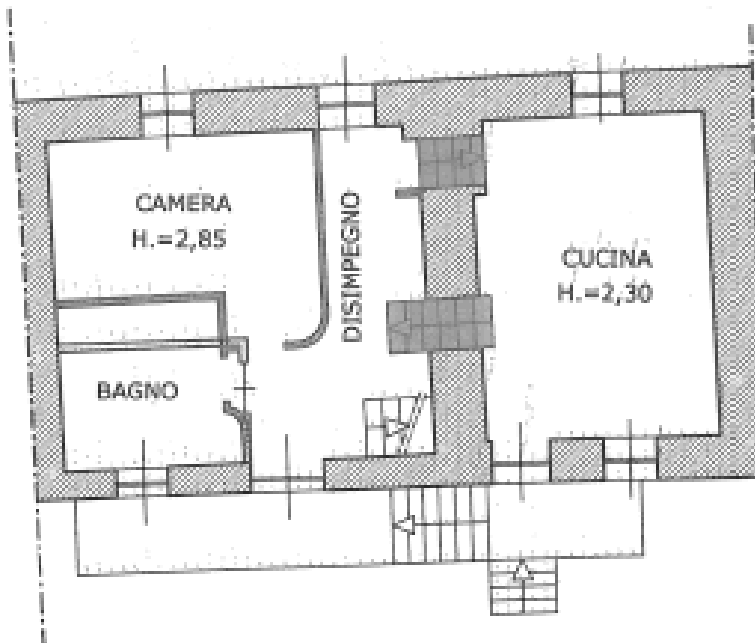 CAMERA
H.=2,85
DISIMPEGNO
CUCINA
H.=2,30
BAGNO